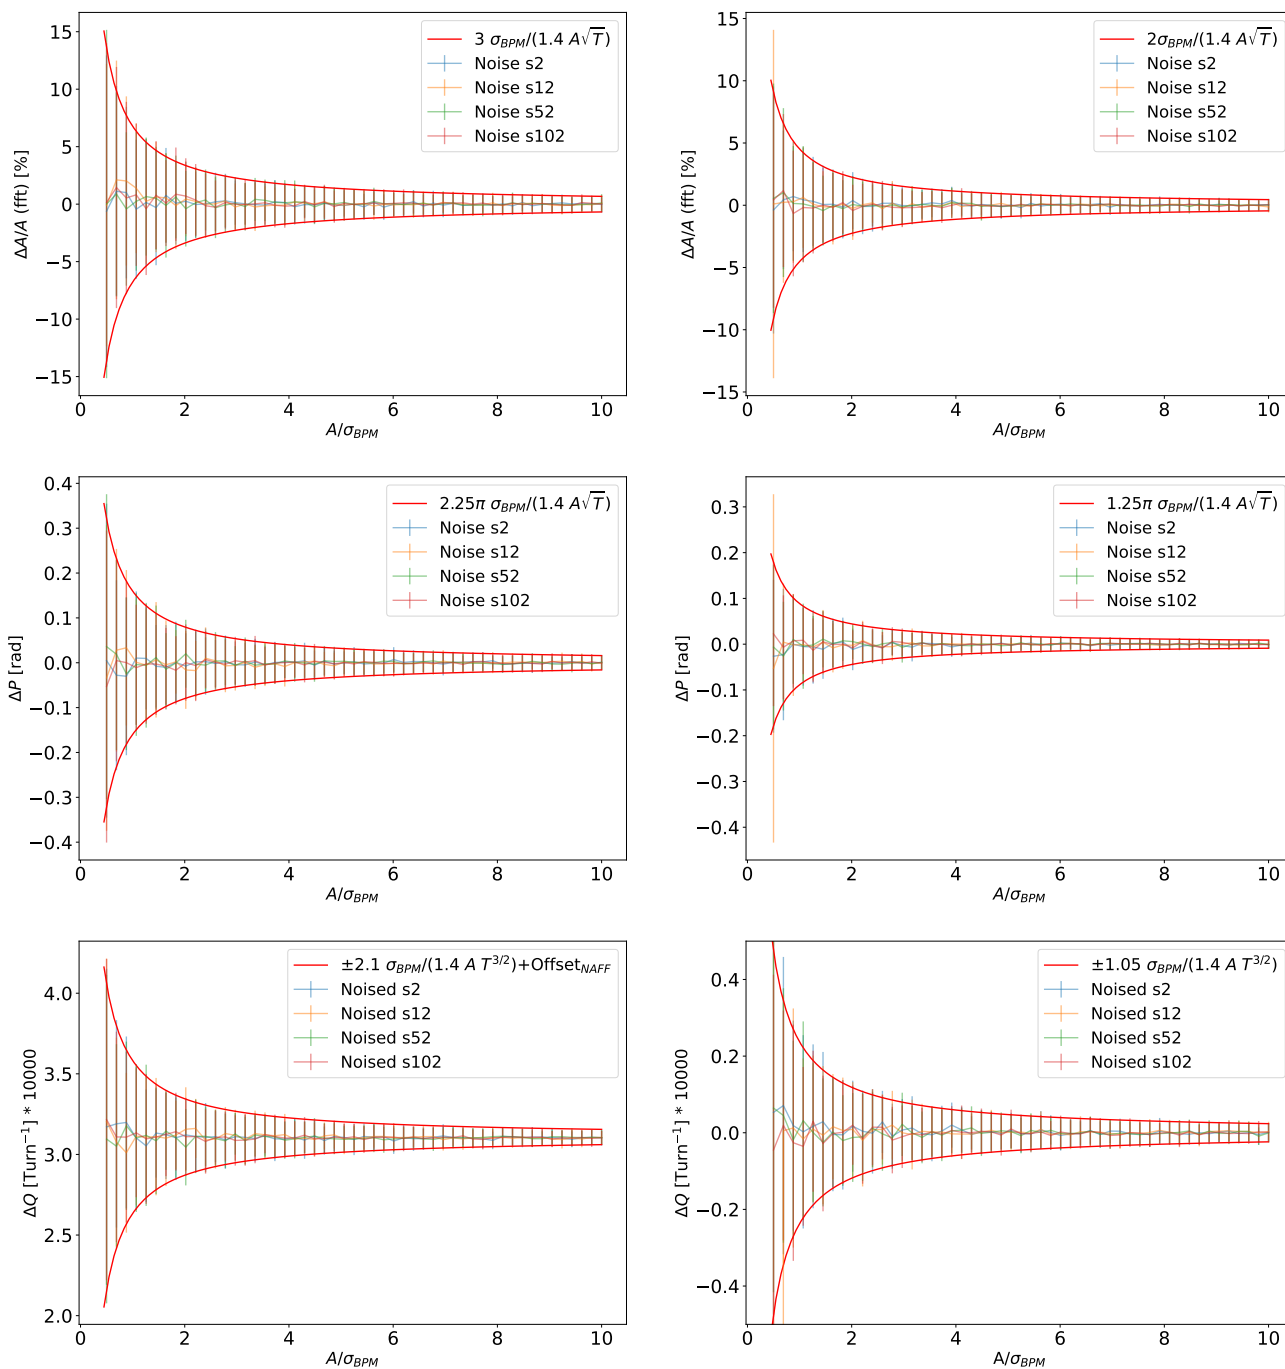 15
10
5
0
−5
−10
−15
ΔA/A (fft) [%]
3 σ_BPM/(1.4 A√T)
Noise s2
Noise s12
Noise s52
Noise s102
0 2 4 6 8 10
A/σ_BPM
15
10
5
0
−5
−10
−15
ΔA/A (fft) [%]
2σ_BPM/(1.4 A√T)
Noise s2
Noise s12
Noise s52
Noise s102
0 2 4 6 8 10
A/σ_BPM
0.4
0.3
0.2
0.1
0.0
−0.1
−0.2
−0.3
−0.4
ΔP [rad]
2.25π σ_BPM/(1.4 A√T)
Noise s2
Noise s12
Noise s52
Noise s102
0 2 4 6 8 10
A/σ_BPM
0.3
0.2
0.1
0.0
−0.1
−0.2
−0.3
−0.4
ΔP [rad]
1.25π σ_BPM/(1.4 A√T)
Noise s2
Noise s12
Noise s52
Noise s102
0 2 4 6 8 10
A/σ_BPM
4.0
3.5
3.0
2.5
2.0
ΔQ [Turn⁻¹] * 10000
±2.1 σ_BPM/(1.4 A T^3/2)+Offset_NAFF
Noised s2
Noised s12
Noised s52
Noised s102
0 2 4 6 8 10
A/σ_BPM
0.4
0.2
0.0
−0.2
−0.4
ΔQ [Turn⁻¹] * 10000
±1.05 σ_BPM/(1.4 A T^3/2)
Noised s2
Noised s12
Noised s52
Noised s102
0 2 4 6 8 10
A/σ_BPM